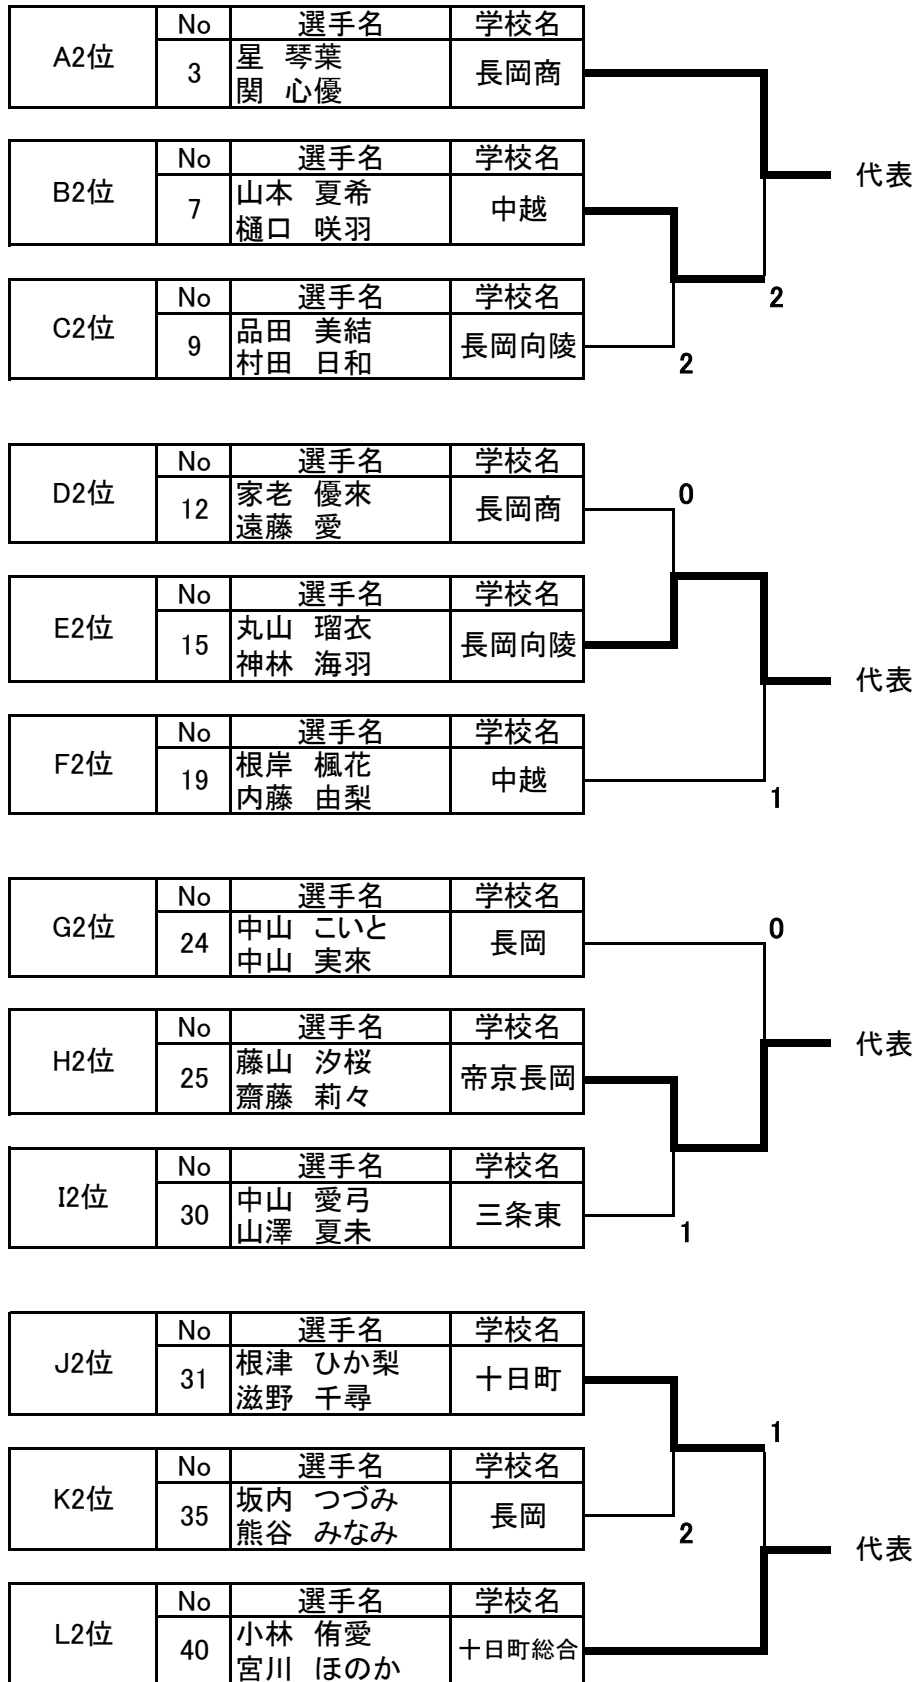 No 選手名 学校名
A2位 3 星 琴葉 長岡商
関 心優
代表
No 選手名 学校名
B2位 7 山本 夏希 中越
樋口 咲羽
2
No 選手名 学校名
C2位 9 品田 美結 長岡向陵
村田 日和
2
No 選手名 学校名
0
D2位 12 家老 優來 長岡商
遠藤 愛
No 選手名 学校名
E2位 15 丸山 瑠衣 長岡向陵
神林 海羽
代表
No 選手名 学校名
F2位 19 根岸 楓花 中越
内藤 由梨
1
No 選手名 学校名
0
G2位 24 中山 こいと 長岡
中山 実來
No 選手名 学校名
代表
H2位 25 藤山 汐桜 帝京長岡
齋藤 莉々
No 選手名 学校名
I2位 30 中山 愛弓 三条東
山澤 夏未
1
No 選手名 学校名
J2位 31 根津 ひか梨 十日町
滋野 千尋
1
No 選手名 学校名
K2位 35 坂内 つづみ 長岡
熊谷 みなみ
2
代表
No 選手名 学校名
L2位 40 小林 侑愛 十日町総合
宮川 ほのか